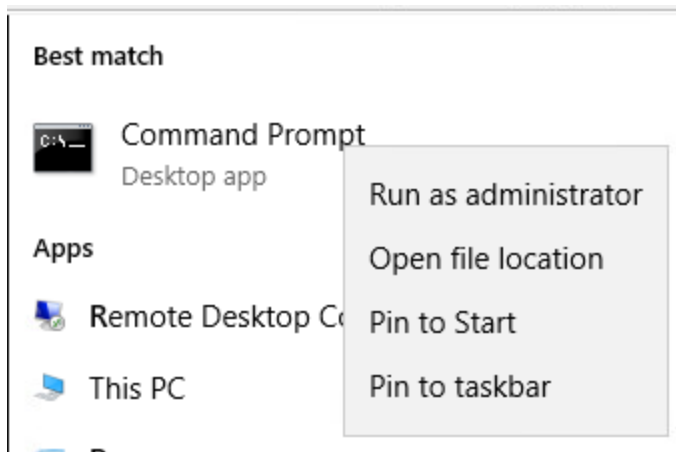 Best match
Command Prompt
Desktop app
Run as administrator
Apps
Open file location
Remote Desktop
Pin to Start
This PC
Pin to taskbar